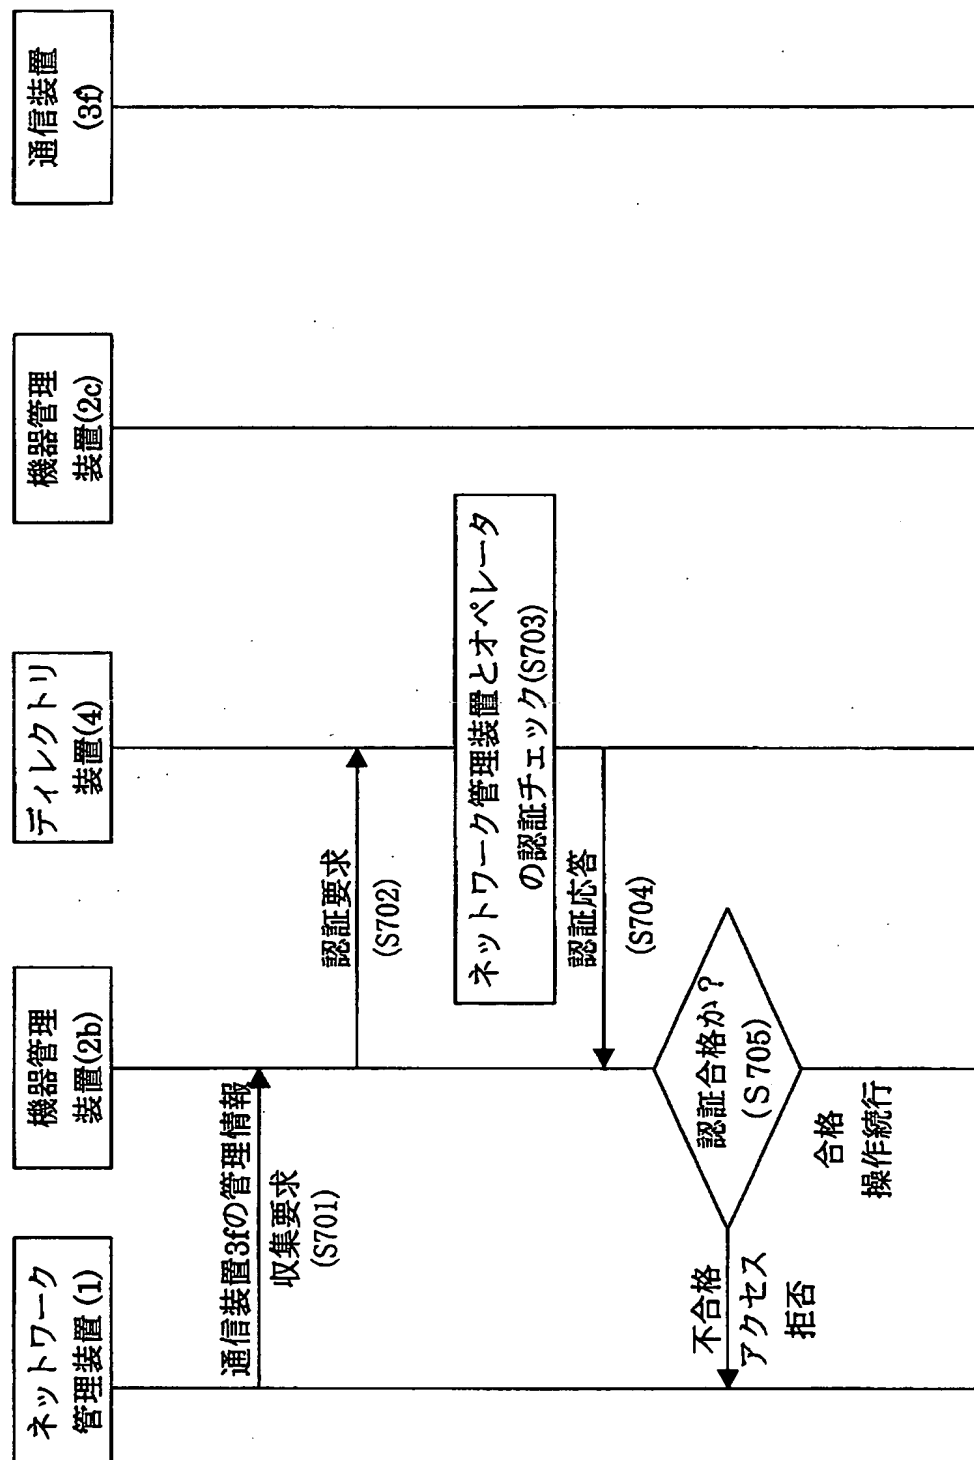 ネットワーク
管理装置(1)
機器管理
装置(2b)
ディレクトリ
装置(4)
機器管理
装置(2c)
通信装置
(3f)
通信装置3fの管理情報
収集要求
(S701)
認証要求
(S702)
ネットワーク管理装置とオペレータ
の認証チェック(S703)
認証応答
(S704)
認証合格か？
(S705)
不合格
アクセス
拒否
合格
操作続行